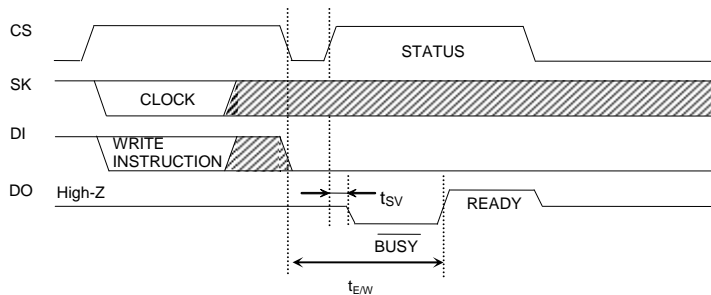 CS
STATUS
SK
CLOCK
DI
WRITE
INSTRUCTION
DO
High-Z
tSV
READY
BUSY
tE/W